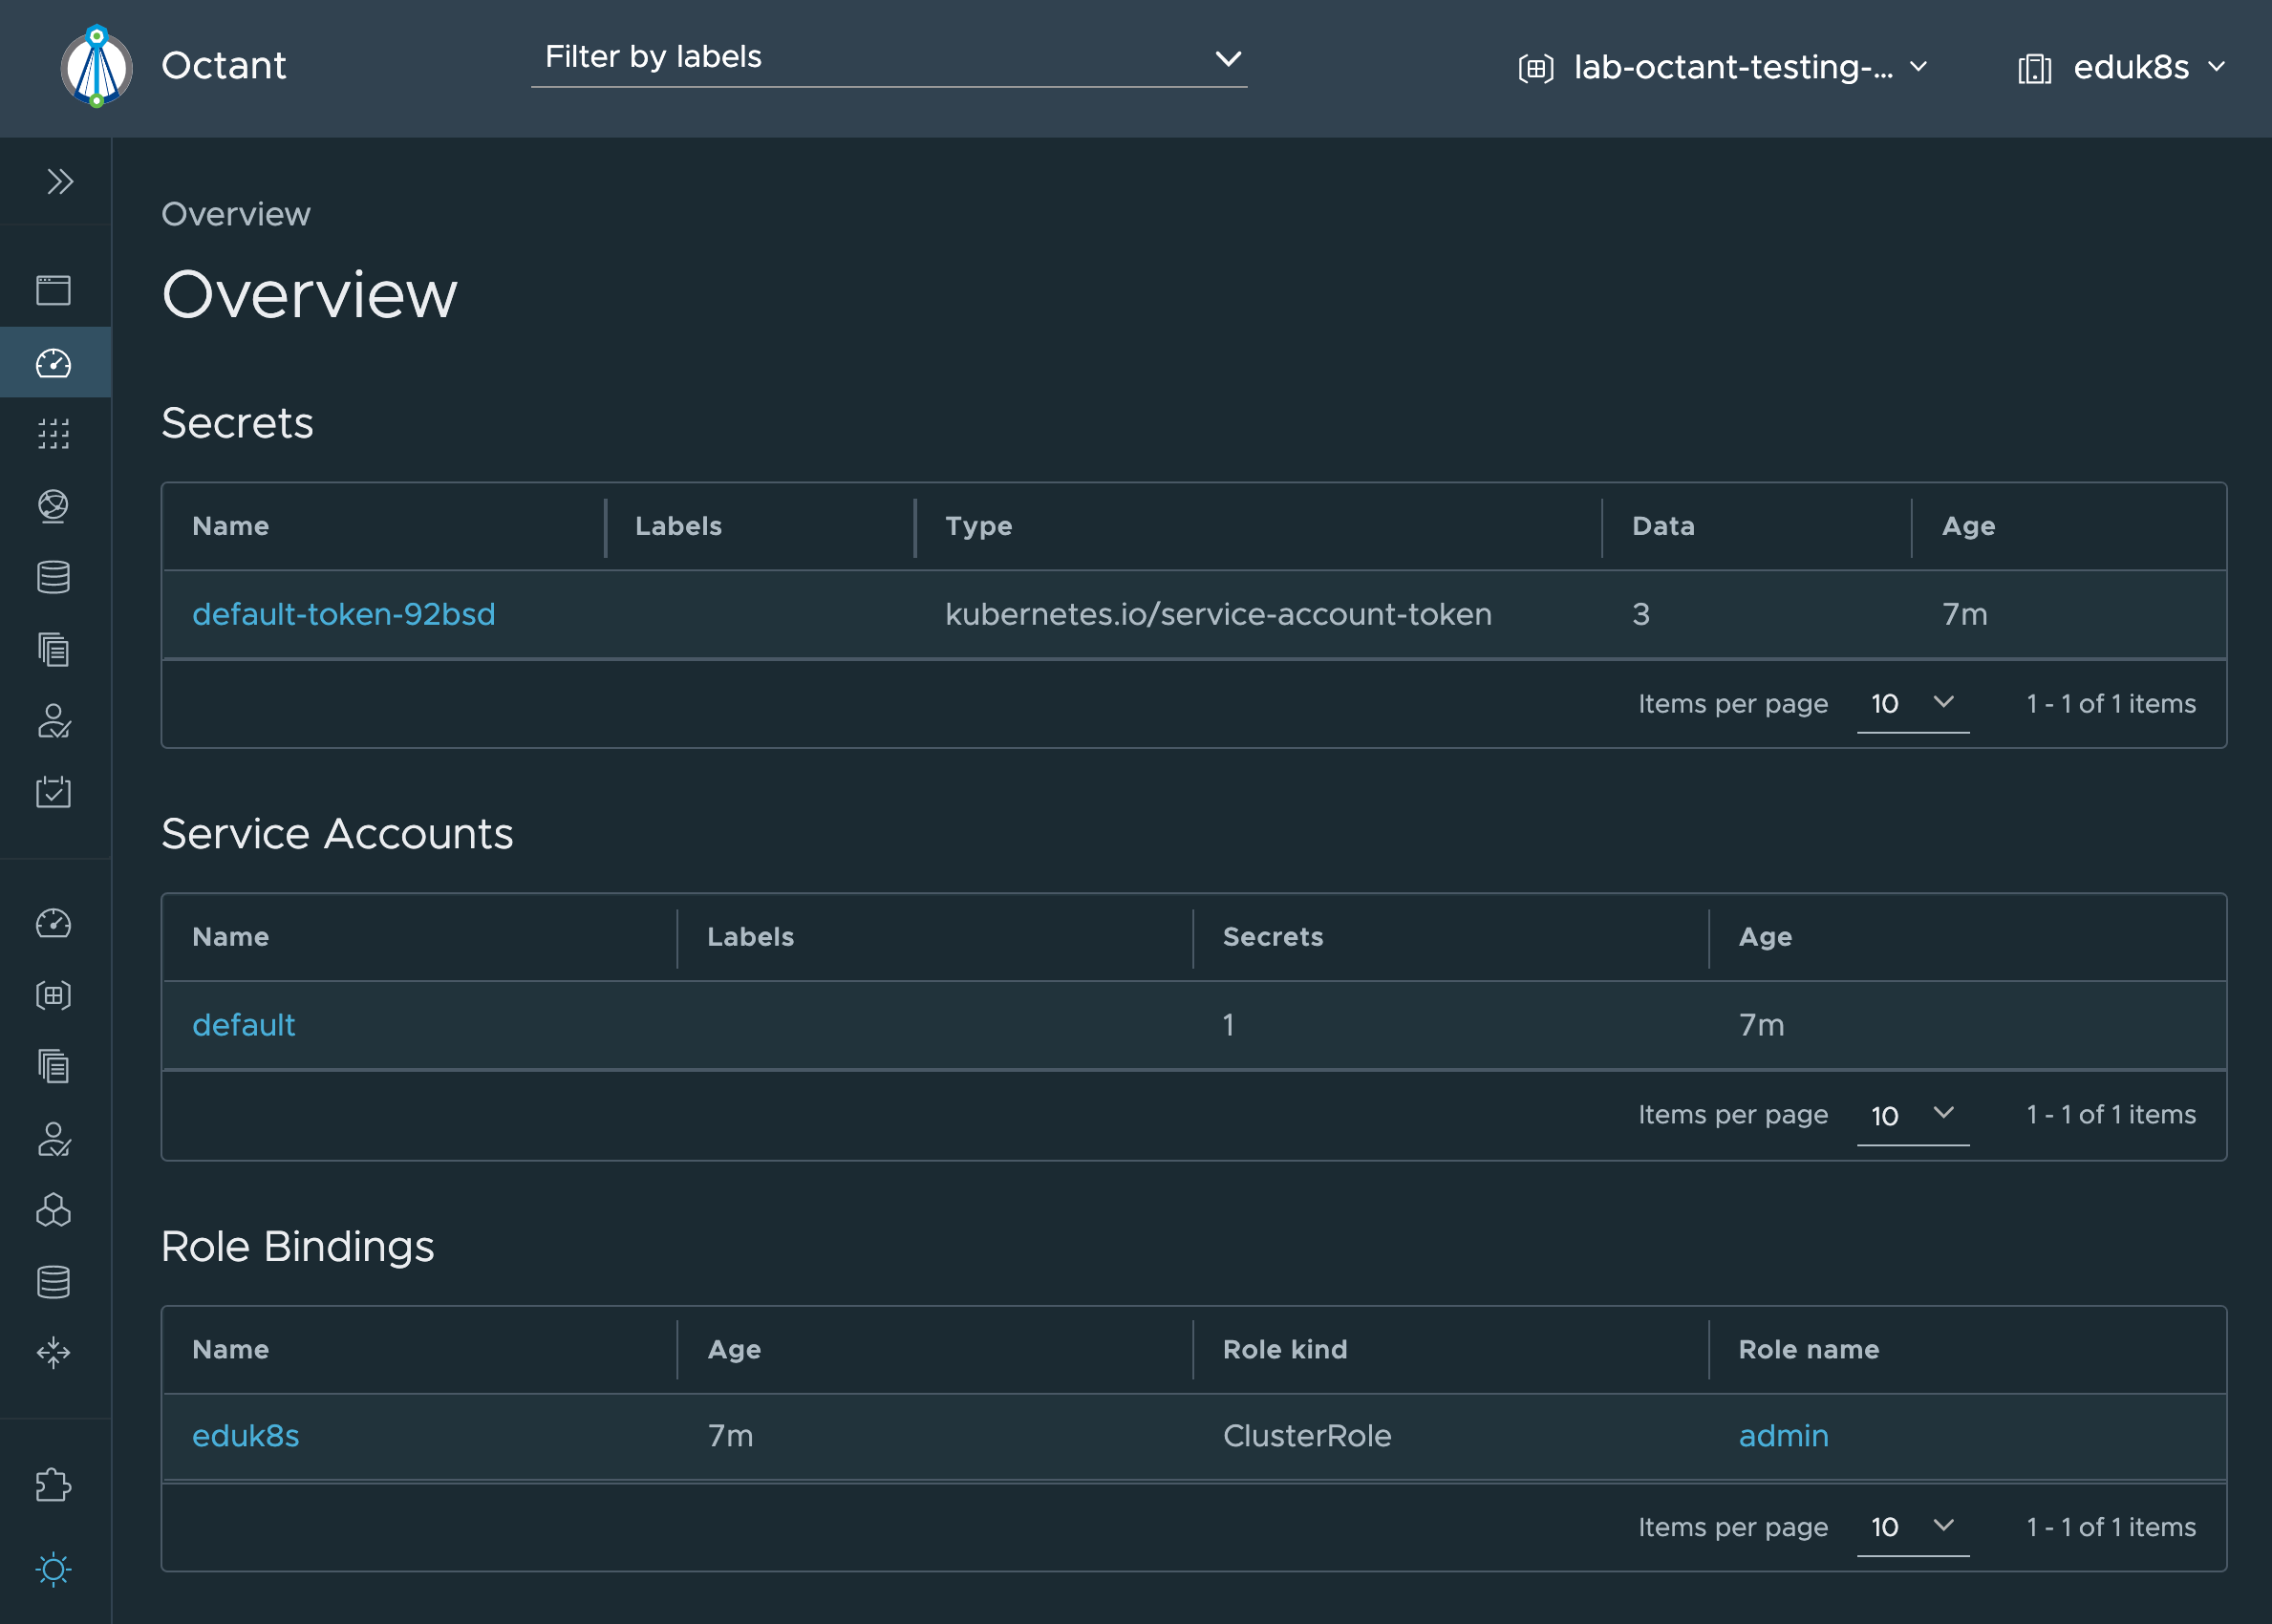 Octant
Filter by labels
lab-octant-testing-...
eduk8s
Overview
Overview
Secrets
Name Labels Type Data Age
default-token-92bsd kubernetes.io/service-account-token 3 7m
Items per page 10 1 - 1 of 1 items
Service Accounts
Name Labels Secrets Age
default 1 7m
Items per page 10 1 - 1 of 1 items
Role Bindings
Name Age Role kind Role name
eduk8s 7m ClusterRole admin
Items per page 10 1 - 1 of 1 items